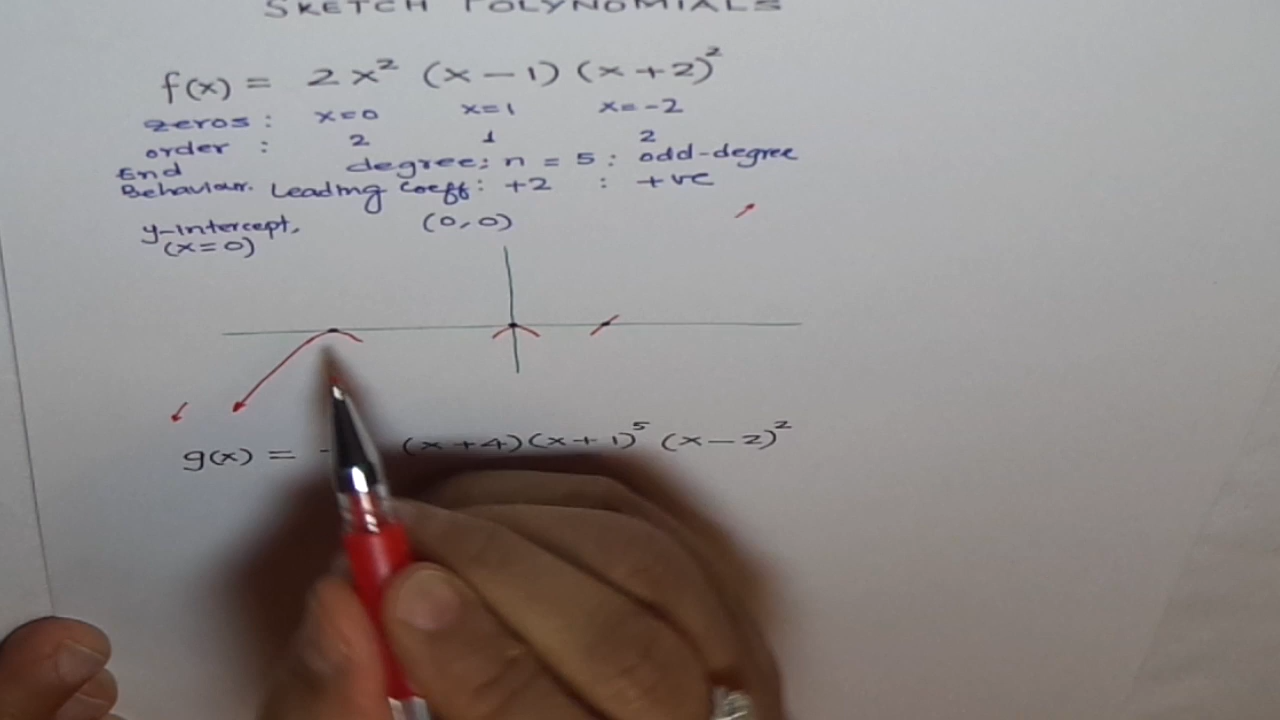 SKETCH POLYNOMIALS
f(x) = 2x² (x - 1) (x + 2)²
zeros : x=0 x=1 x=-2
order : 2 1 2
End Behaviour. degree: n = 5 : odd-degree
Leading Coeff: +2 : +ve
y-intercept, (0, 0)
(x=0)
g(x) = (x+4)(x+1)⁵ (x-2)²